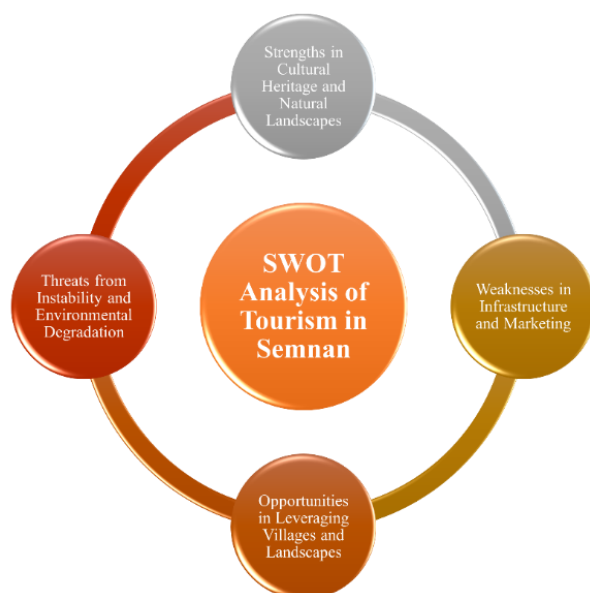 Strengths in
Cultural
Heritage and
Natural
Landscapes
SWOT
Analysis of
Tourism in
Semnan
Weaknesses in
Infrastructure
and Marketing
Opportunities
in Leveraging
Villages and
Landscapes
Threats from
Instability and
Environmental
Degradation